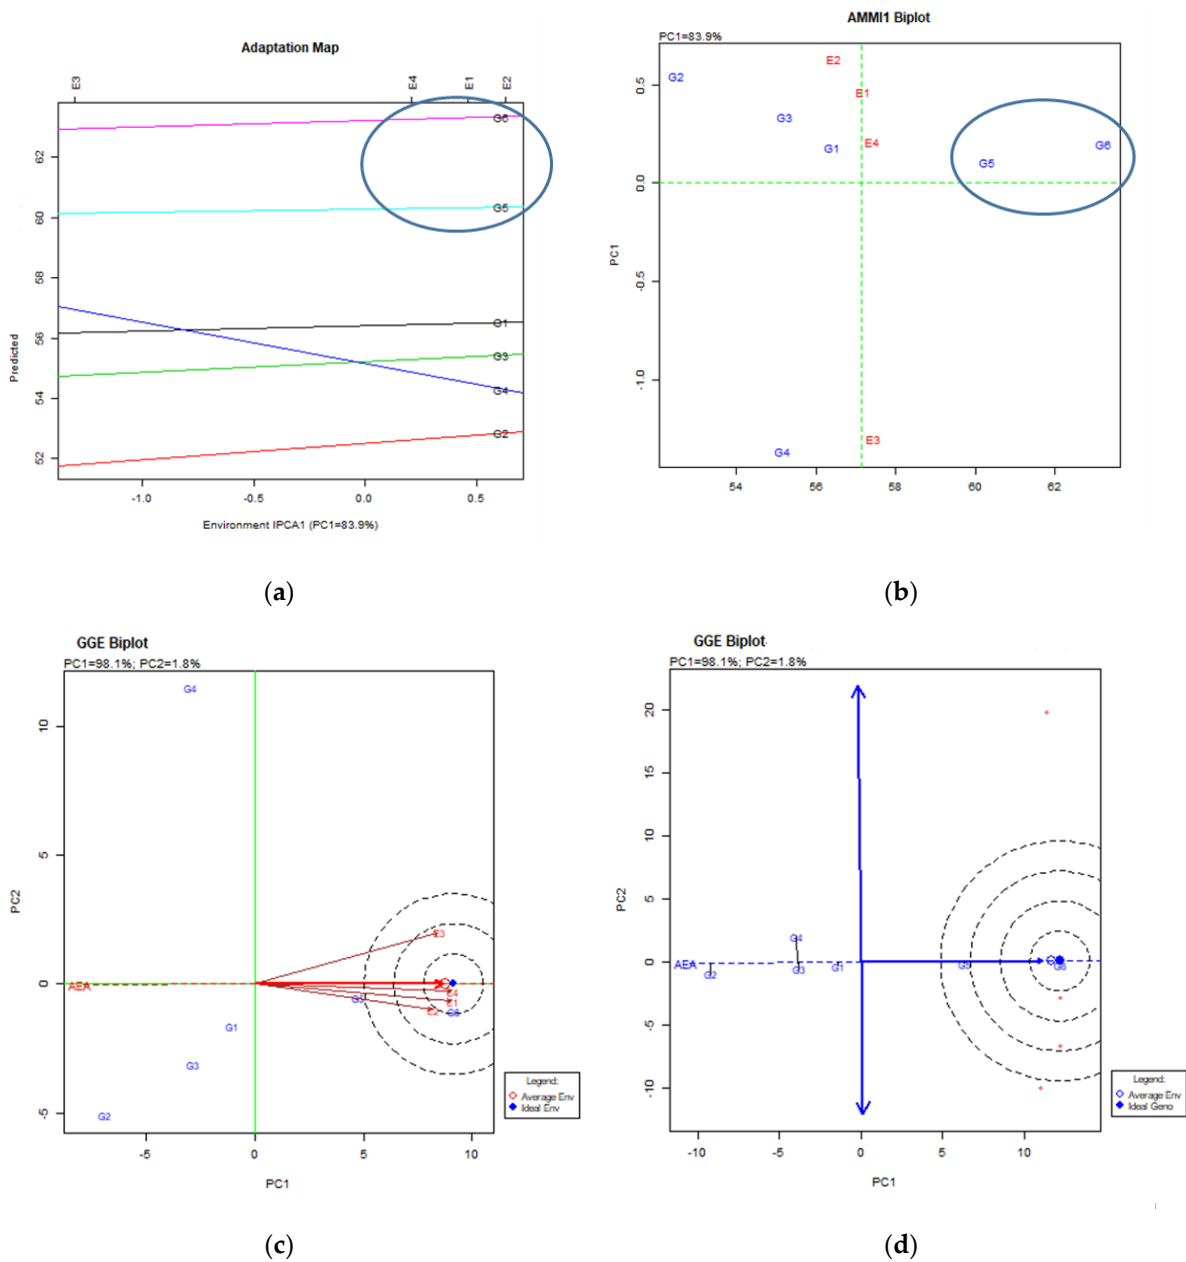 Adaptation Map
E3 E4 E1 E2
G6
62
60
G5
58
G1
56
G3
G4
54
G2
52
Predicted
-1.0 -0.5 0.0 0.5
Environment IPCA1 (PC1=83.9%)
(a)
AMMI1 Biplot
PC1=83.9%
E2
G2
0.5
E1
G3
G1
E4
G6
G5
0.0
PC1
-0.5
-1.0
E3
G4
54 56 58 60 62
(b)
GGE Biplot
PC1=98.1%; PC2=1.8%
G4
10
5
PC2
E3
0
AEA
E4
G5
E1
E2
G6
G1
G3
-5
G2
-5 0 5 10
PC1
Legend:
Average Env
Ideal Env
(c)
GGE Biplot
PC1=98.1%; PC2=1.8%
20
15
10
5
PC2
G4
0
AEA
G2
G3
G1
G5
G6
-5
-10
-10 -5 0 5 10
PC1
Legend:
Average Env
Ideal Geno
(d)